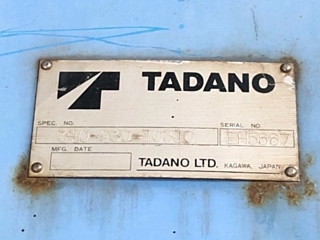 TADANO
SPEC. NO.
SERIAL NO.
MFG. DATE
TADANO LTD. KAGAWA, JAPAN